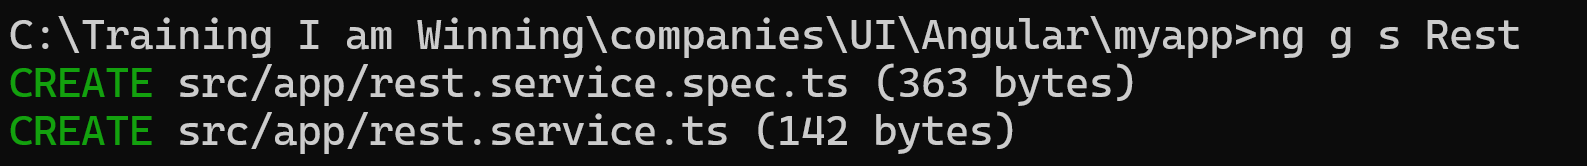 C:\Training I am Winning\companies\UI\Angular\myapp>ng g s Rest
CREATE src/app/rest.service.spec.ts (363 bytes)
CREATE src/app/rest.service.ts (142 bytes)